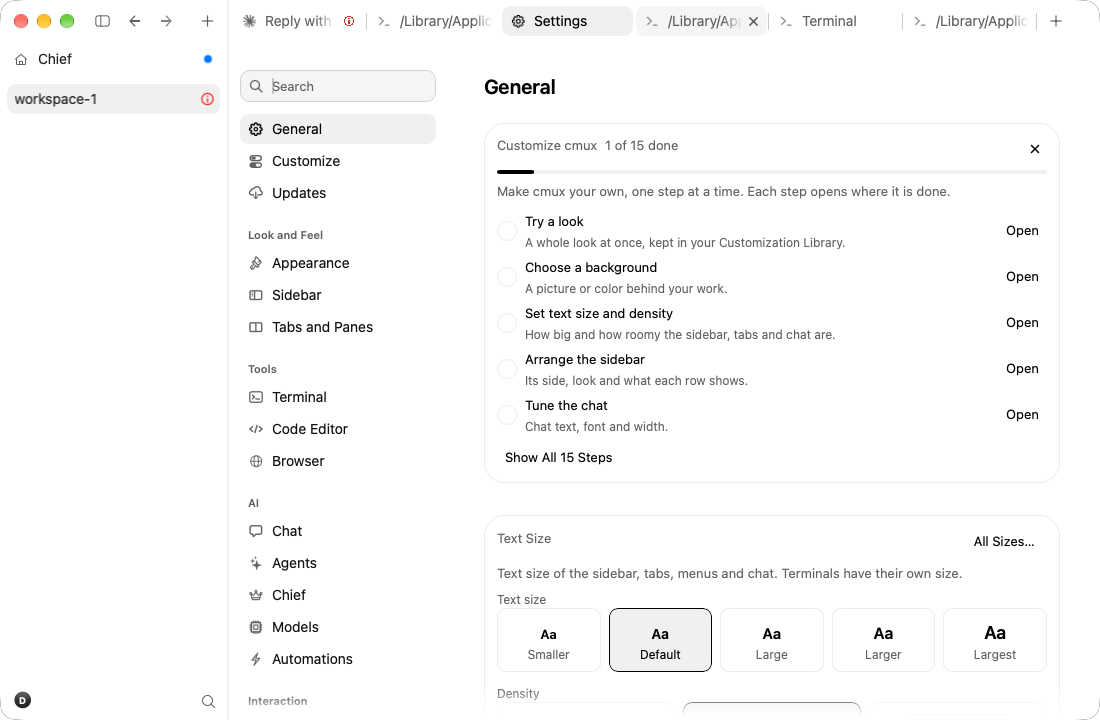 Reply with
/Library/Applic
Settings
/Library/App
Terminal
/Library/Applic
Chief
workspace-1
D
Search
General
Customize
Updates
Look and Feel
Appearance
Sidebar
Tabs and Panes
Tools
Terminal
Code Editor
Browser
AI
Chat
Agents
Chief
Models
Automations
Interaction
General
Customize cmux 1 of 15 done
Make cmux your own, one step at a time. Each step opens where it is done.
Try a look
A whole look at once, kept in your Customization Library.
Open
Choose a background
A picture or color behind your work.
Open
Set text size and density
How big and how roomy the sidebar, tabs and chat are.
Open
Arrange the sidebar
Its side, look and what each row shows.
Open
Tune the chat
Chat text, font and width.
Open
Show All 15 Steps
Text Size
All Sizes...
Text size of the sidebar, tabs, menus and chat. Terminals have their own size.
Text size
Aa Aa Aa Aa Aa
Smaller Default Large Larger Largest
Density